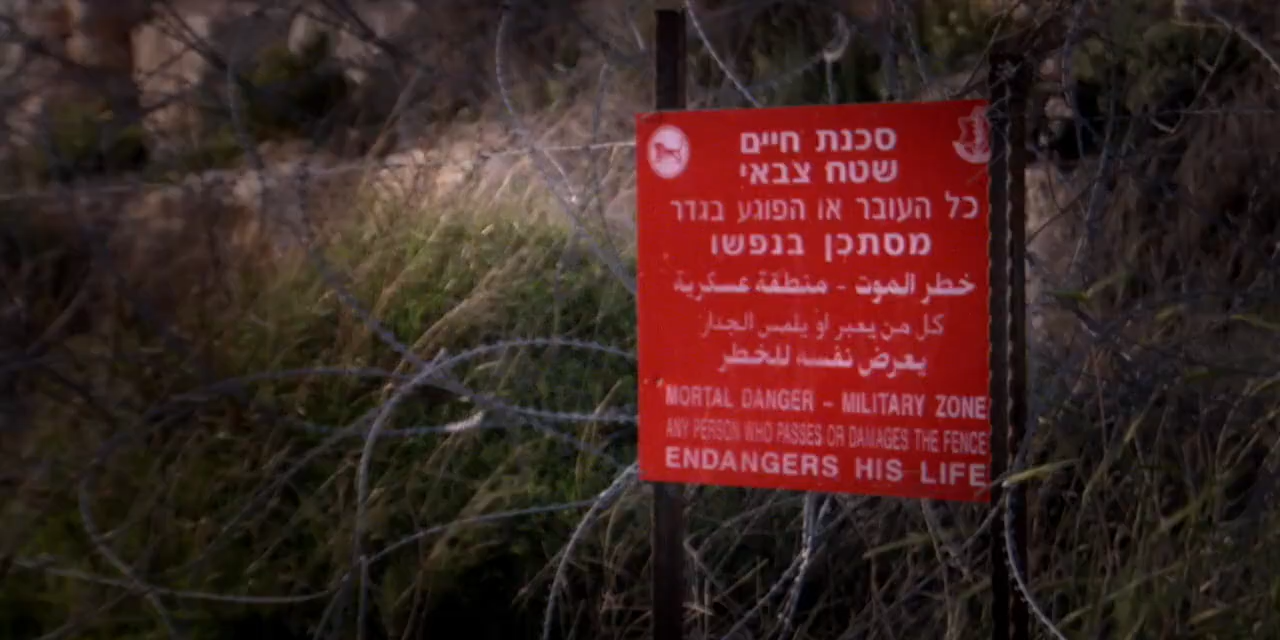 סכנת חיים
שטח צבאי
כל העובר או הפוגע בגדר
מסתכן בנפשו
خطر الموت - منطقة عسكرية
كل من يعبر او يلمس الجدار
يعرض نفسه للخطر
MORTAL DANGER - MILITARY ZONE
ANY PERSON WHO PASSES OR DAMAGES THE FENCE
ENDANGERS HIS LIFE